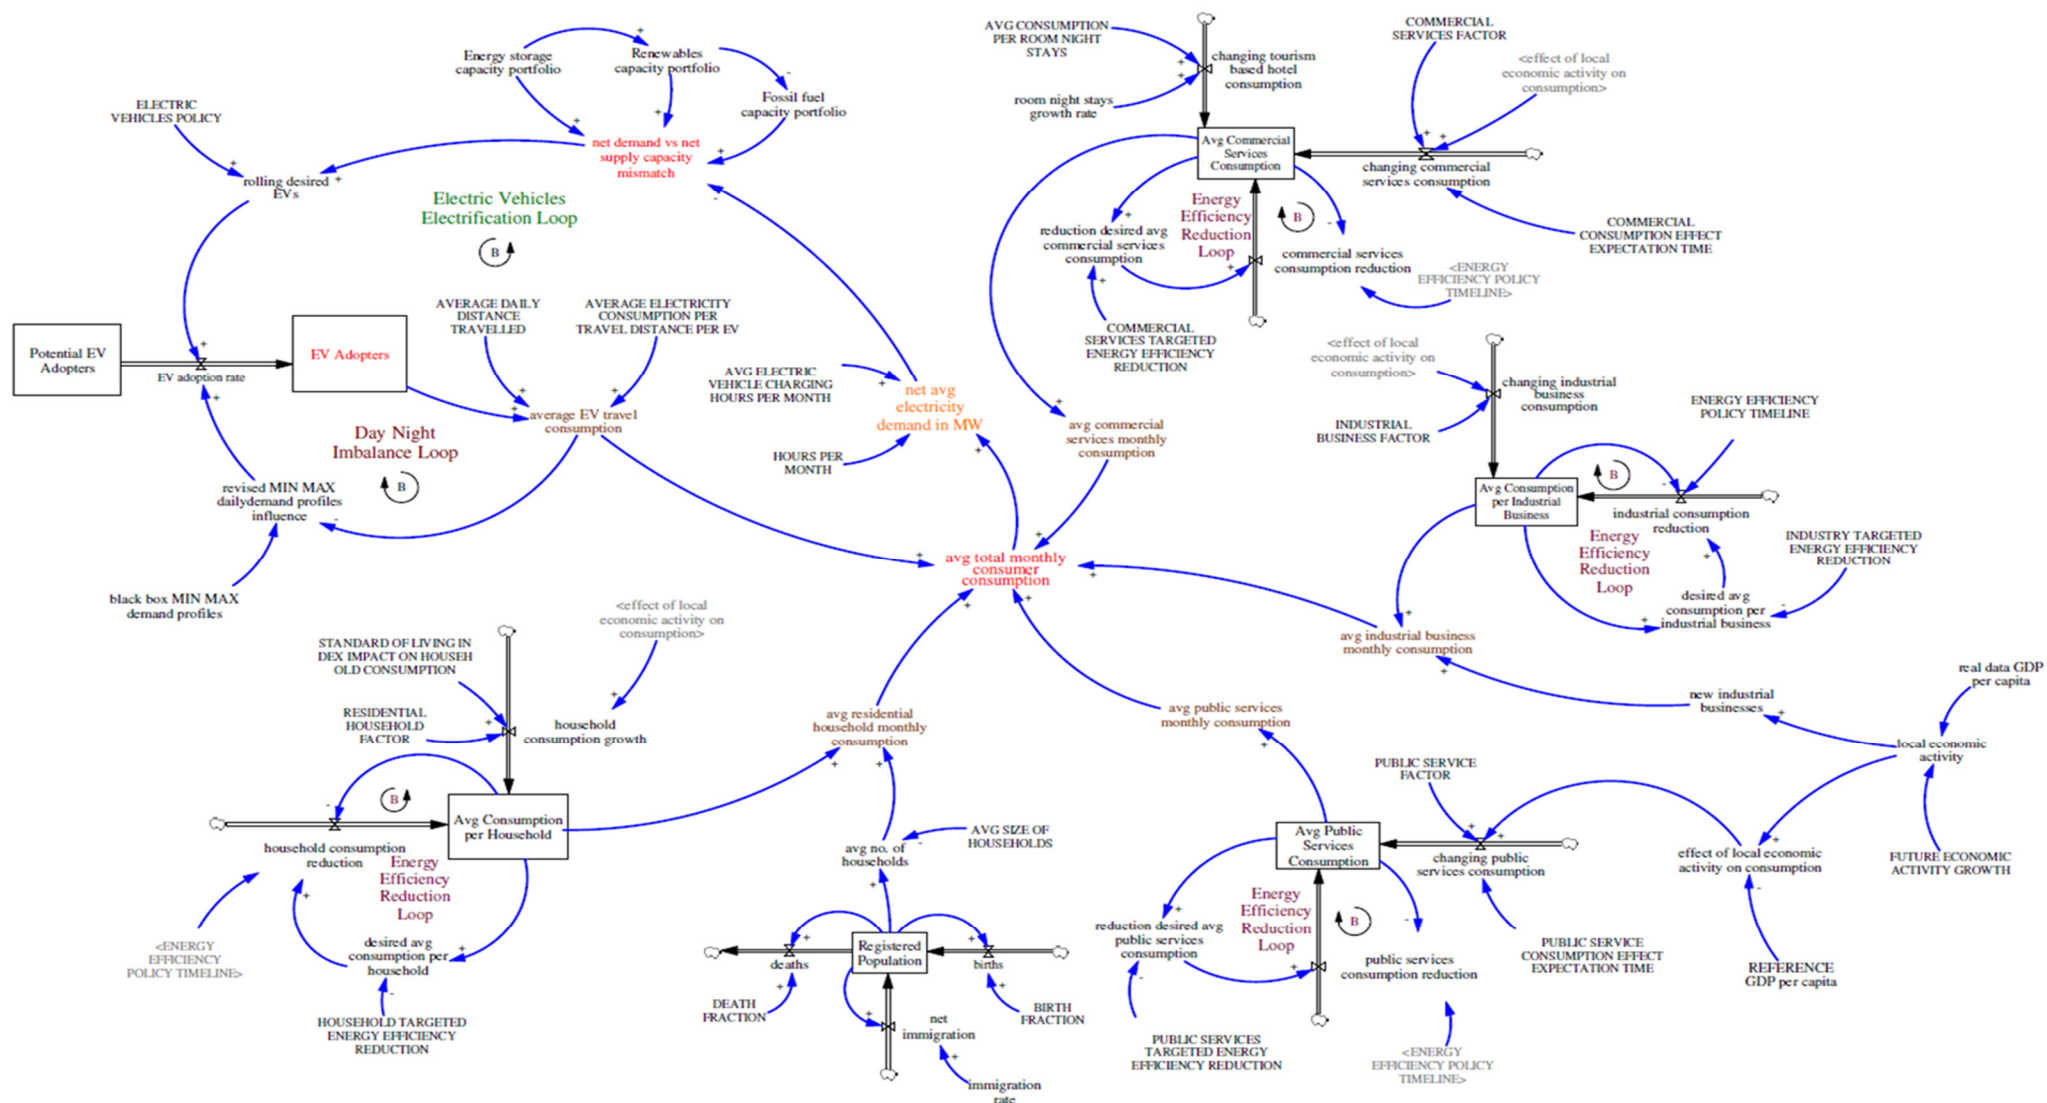 Energy storage
capacity portfolio
Renewables
capacity portfolio
Fossil fuel
capacity portfolio
ELECTRIC
VEHICLES POLICY
net demand vs net
supply capacity
mismatch
rolling desired
EVs
Electric Vehicles
Electrification Loop
B
AVERAGE DAILY
DISTANCE
TRAVELLED
AVERAGE ELECTRICITY
CONSUMPTION PER
TRAVEL DISTANCE PER EV
Potential EV
Adopters
EV adoption rate
EV Adopters
average EV travel
consumption
Day Night
Imbalance Loop
B
revised MIN MAX
dailydemand profiles
influence
black box MIN MAX
demand profiles
AVG ELECTRIC
VEHICLE CHARGING
HOURS PER MONTH
HOURS PER
MONTH
net avg
electricity
demand in MW
avg total monthly
consumer
consumption
AVG CONSUMPTION
PER ROOM NIGHT
STAYS
room night stays
growth rate
changing tourism
based hotel
consumption
COMMERCIAL
SERVICES FACTOR
<effect of local
economic activity on
consumption>
Avg Commercial
Services
Consumption
changing commercial
services consumption
COMMERCIAL
CONSUMPTION EFFECT
EXPECTATION TIME
Energy
Efficiency
Reduction
Loop
B
reduction desired avg
commercial services
consumption
commercial services
consumption reduction
<ENERGY
EFFICIENCY POLICY
TIMELINE>
COMMERCIAL
SERVICES TARGETED
ENERGY EFFICIENCY
REDUCTION
avg commercial
services monthly
consumption
<effect of local
economic activity on
consumption>
changing industrial
business consumption
INDUSTRIAL
BUSINESS FACTOR
ENERGY EFFICIENCY
POLICY TIMELINE
Avg Consumption
per Industrial
Business
B
industrial consumption
reduction
Energy
Efficiency
Reduction
Loop
INDUSTRY TARGETED
ENERGY EFFICIENCY
REDUCTION
desired avg
consumption per
industrial business
avg industrial business
monthly consumption
new industrial
businesses
real data GDP
per capita
local economic
activity
FUTURE ECONOMIC
ACTIVITY GROWTH
effect of local economic
activity on consumption
REFERENCE
GDP per capita
STANDARD OF LIVING IN
DEX IMPACT ON HOUSEH
OLD CONSUMPTION
RESIDENTIAL
HOUSEHOLD
FACTOR
<effect of local
economic activity on
consumption>
household
consumption growth
B
Avg Consumption
per Household
household consumption
reduction
Energy
Efficiency
Reduction
Loop
<ENERGY
EFFICIENCY
POLICY TIMELINE>
desired avg
consumption per
household
HOUSEHOLD TARGETED
ENERGY EFFICIENCY
REDUCTION
avg residential
household monthly
consumption
avg no. of
households
AVG SIZE OF
HOUSEHOLDS
Registered
Population
deaths
births
DEATH
FRACTION
BIRTH
FRACTION
net
immigration
immigration
rate
avg public services
monthly consumption
PUBLIC SERVICE
FACTOR
Avg Public
Services
Consumption
changing public
services consumption
PUBLIC SERVICE
CONSUMPTION EFFECT
EXPECTATION TIME
Energy
Efficiency
Reduction
Loop
B
reduction desired avg
public services
consumption
public services
consumption reduction
PUBLIC SERVICES
TARGETED ENERGY
EFFICIENCY REDUCTION
<ENERGY
EFFICIENCY POLICY
TIMELINE>